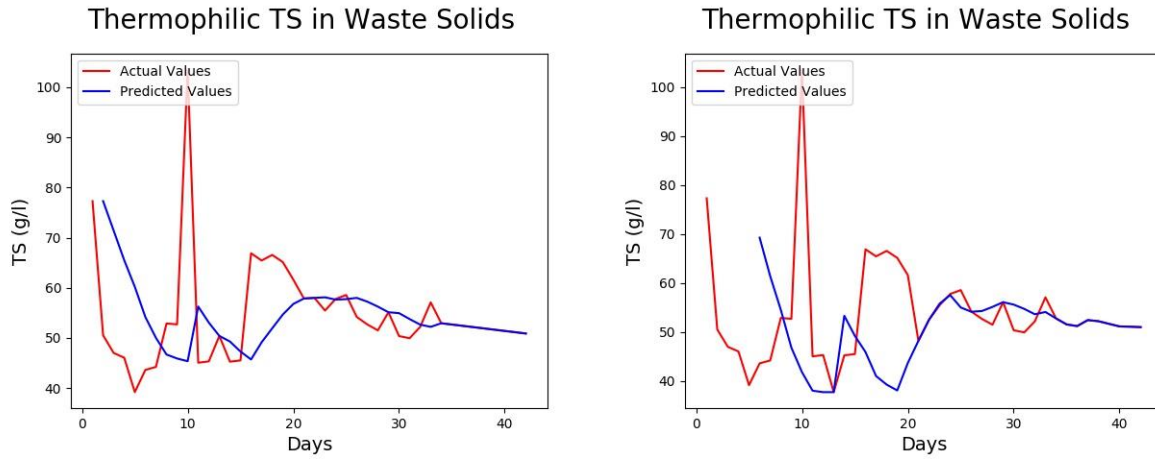 Thermophilic TS in Waste Solids
Actual Values
Predicted Values
TS (g/l)
100
90
80
70
60
50
40
0 10 20 30 40
Days
Thermophilic TS in Waste Solids
Actual Values
Predicted Values
TS (g/l)
100
90
80
70
60
50
40
0 10 20 30 40
Days